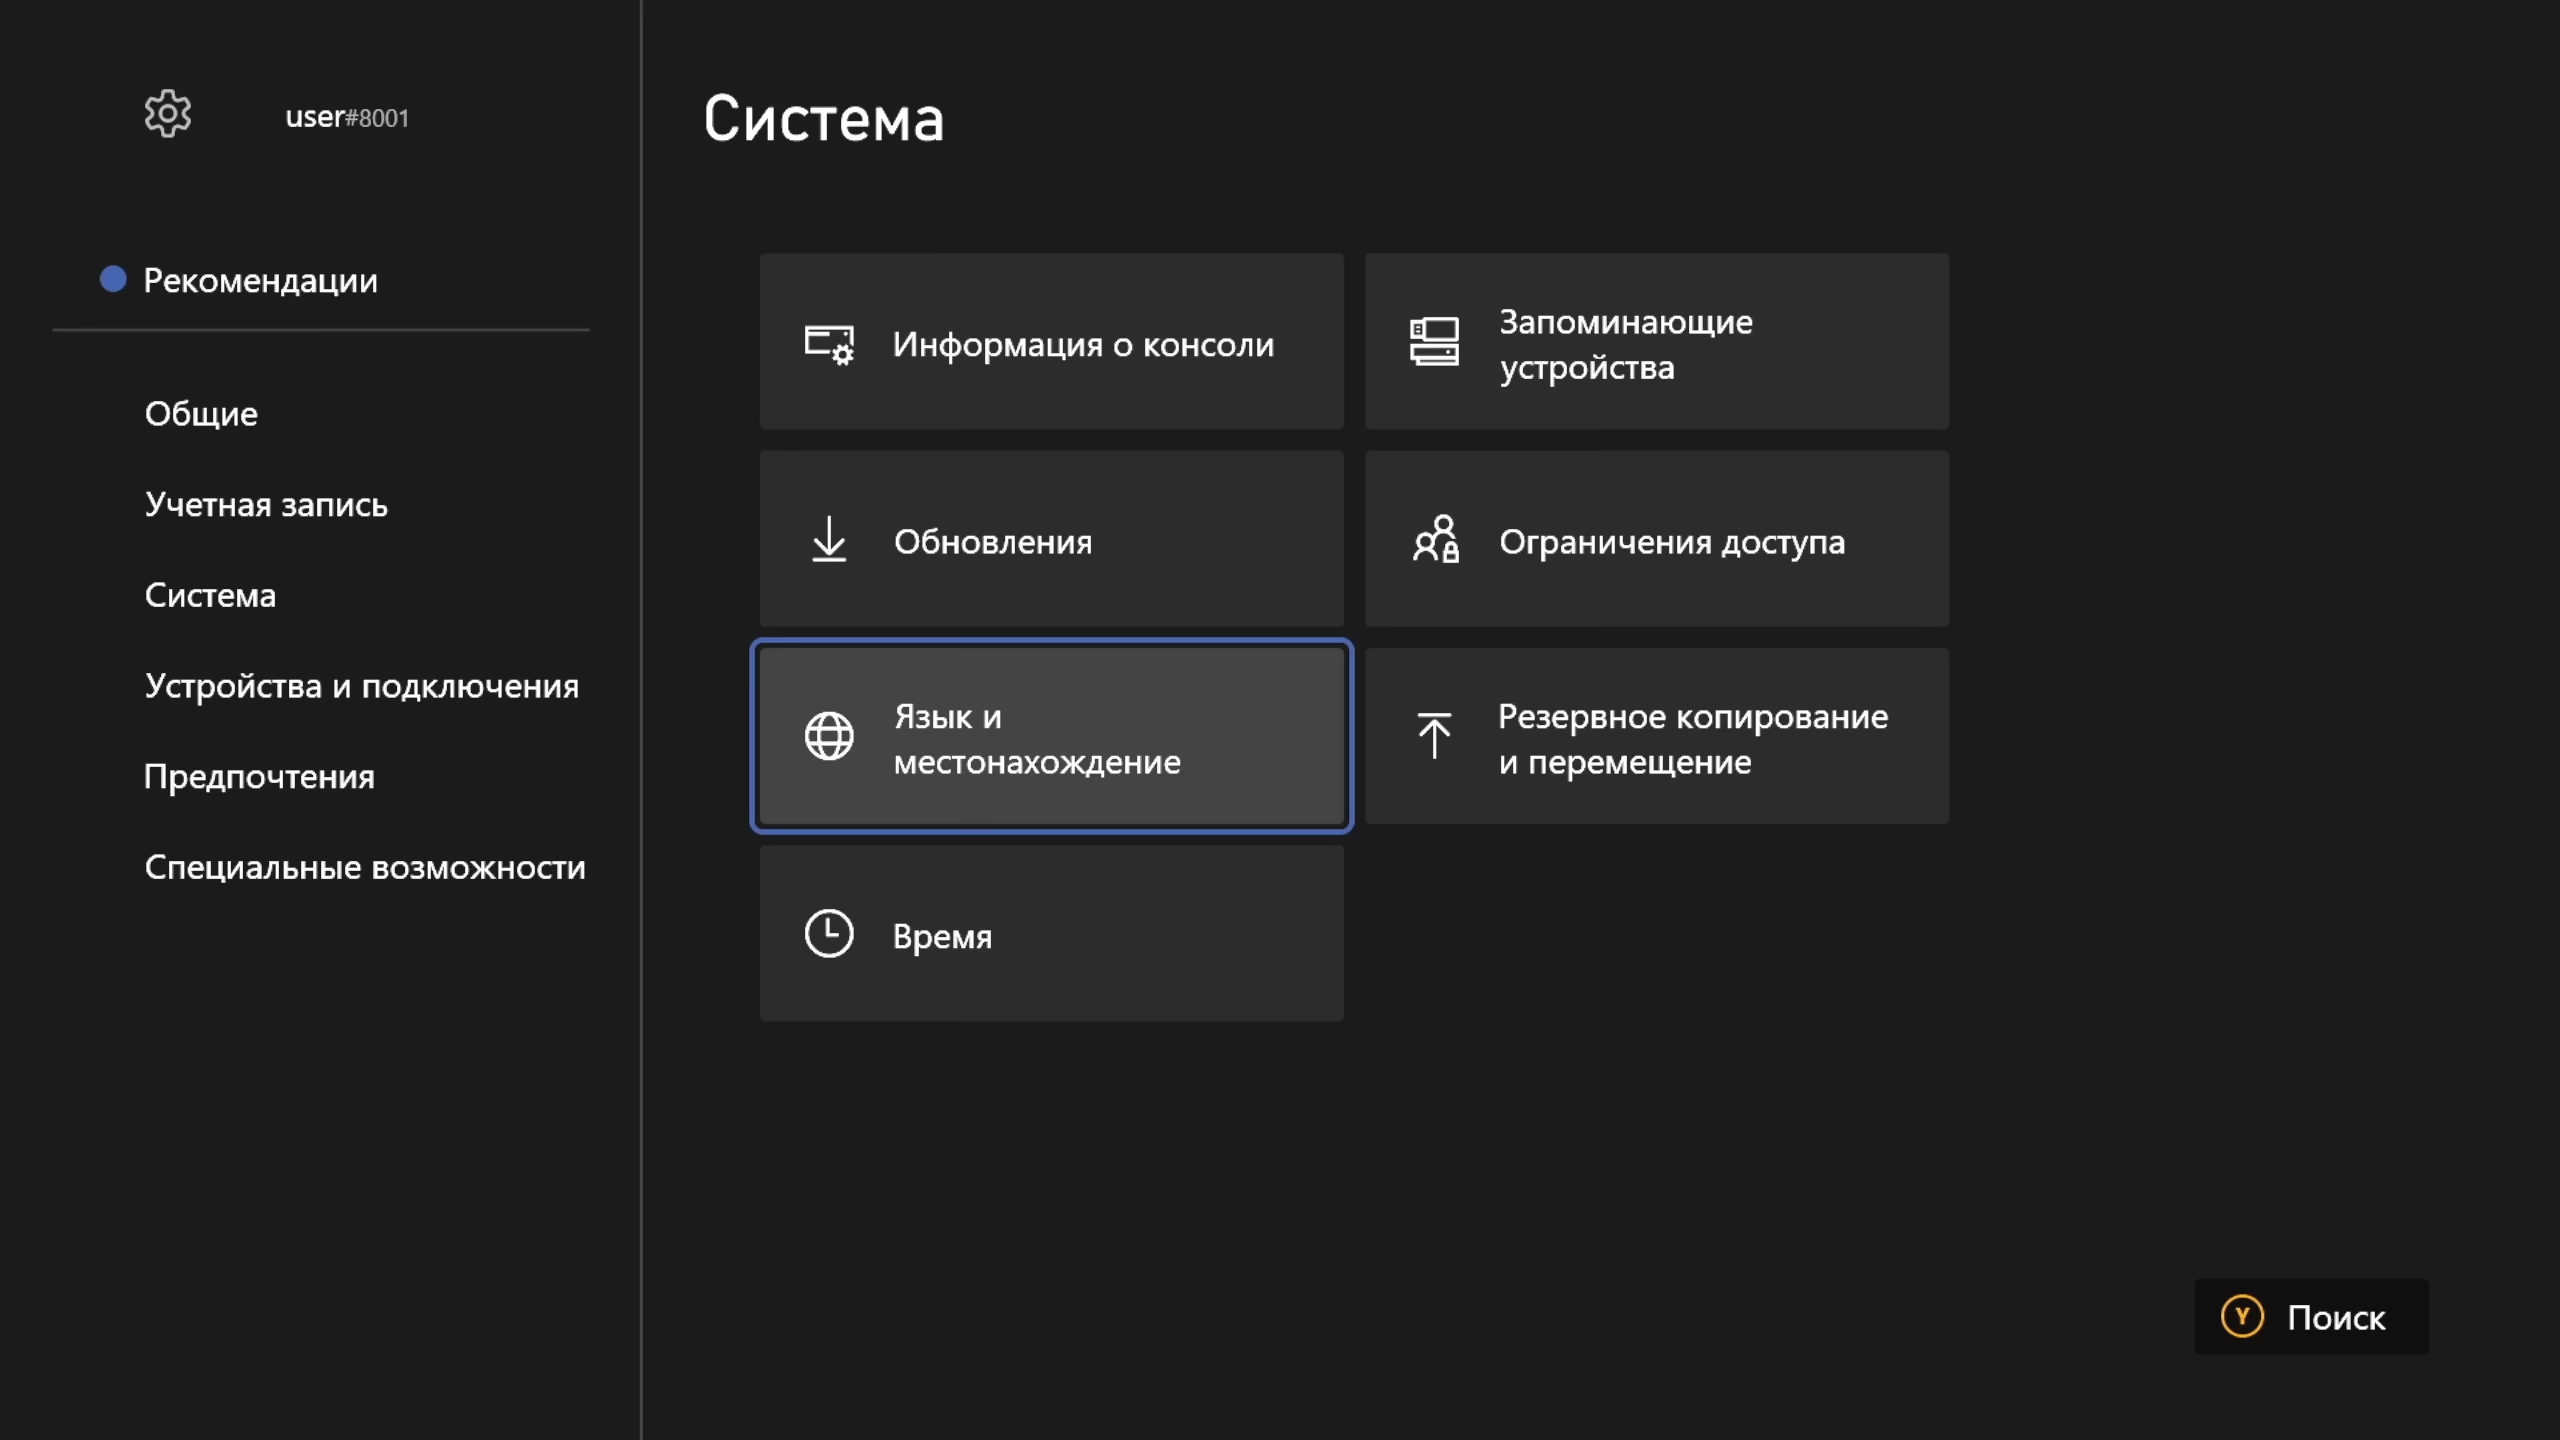 user#8001
Рекомендации
Общие
Учетная запись
Система
Устройства и подключения
Предпочтения
Специальные возможности
Система
Информация о консоли
Запоминающие
устройства
Обновления
Ограничения доступа
Язык и
местонахождение
Резервное копирование
и перемещение
Время
Y Поиск